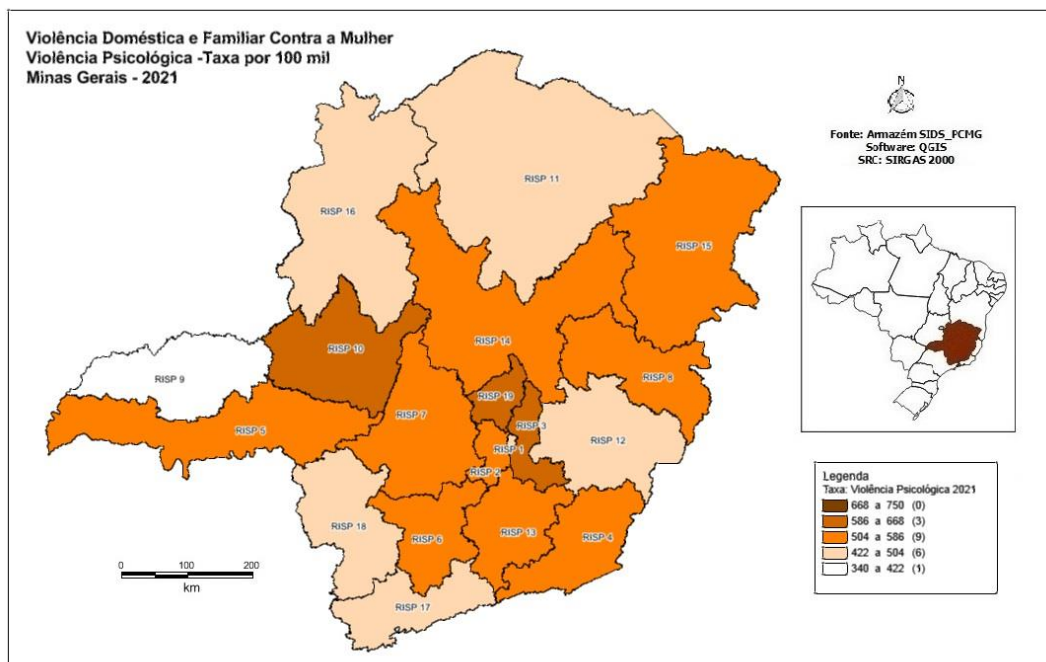 Violência Doméstica e Familiar Contra a Mulher
Violência Psicológica -Taxa por 100 mil
Minas Gerais - 2021
N
Fonte: Armazém SIDS_PCMG
Software: QGIS
SRC: SIRGAS 2000
RISP 11
RISP 16
RISP 15
RISP 10
RISP 14
RISP 9
RISP 8
RISP 19
RISP 7
RISP 3
RISP 5
RISP 12
RISP 1
RISP 2
RISP 18
RISP 6
RISP 13
RISP 4
RISP 17
0 100 200
km
Legenda
Taxa: Violência Psicológica 2021
668 a 750 (0)
586 a 668 (3)
504 a 586 (9)
422 a 504 (6)
340 a 422 (1)